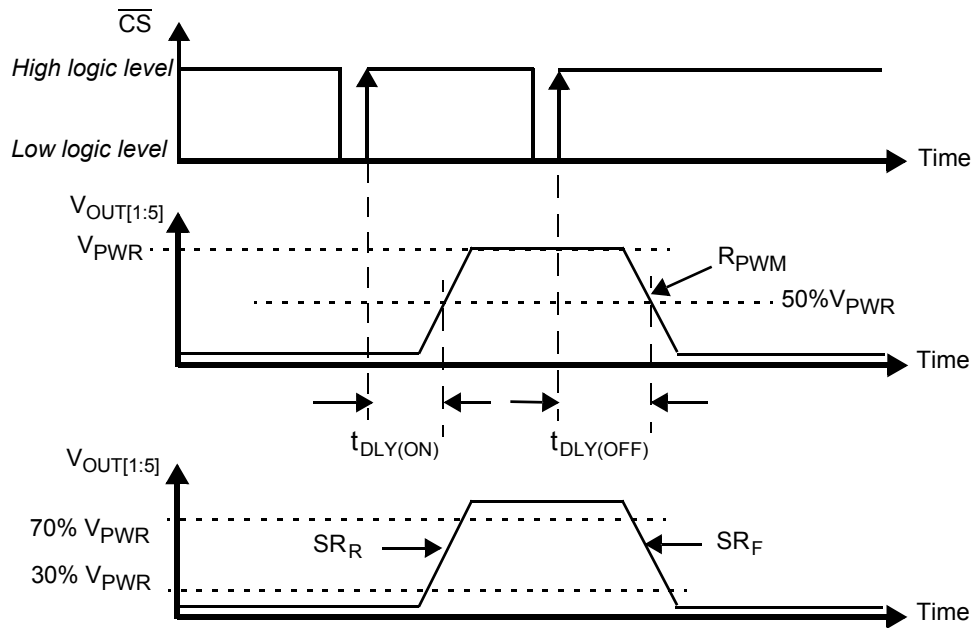 CS
High logic level
Low logic level
Time
VOUT[1:5]
VPWR
RPWM
50%VPWR
Time
tDLY(ON)
tDLY(OFF)
VOUT[1:5]
70% VPWR
SRR
SRF
30% VPWR
Time